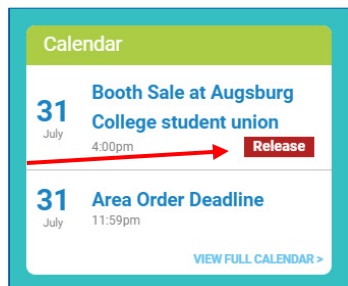 Calendar
31
July
Booth Sale at Augsburg
College student union
4:00pm
Release
31
July
Area Order Deadline
11:59pm
VIEW FULL CALENDAR >